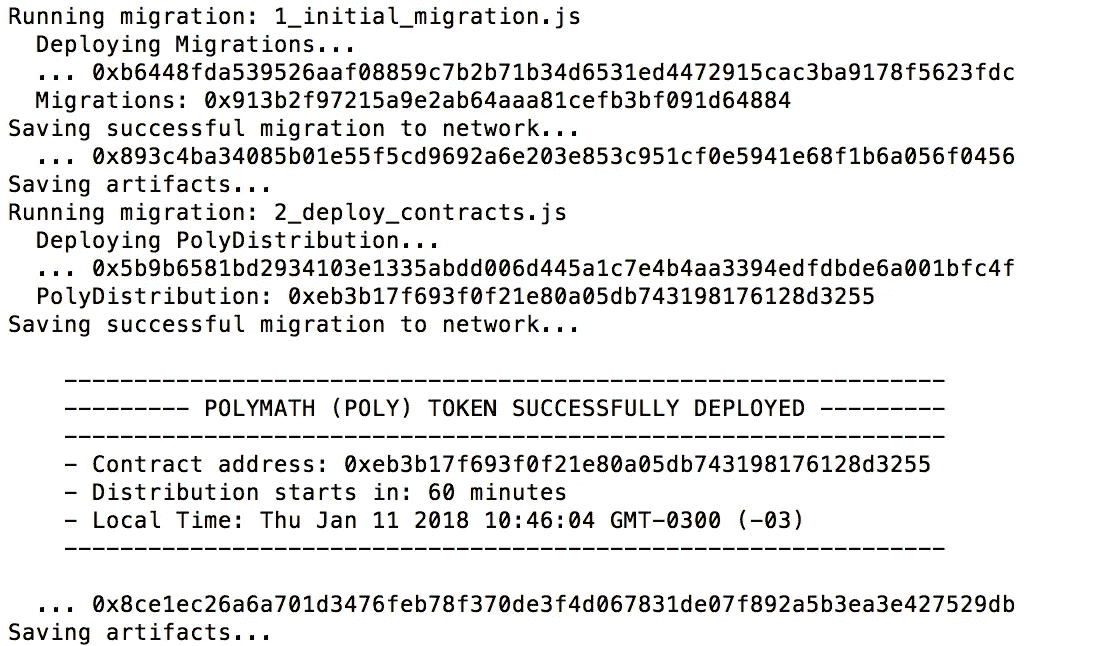 Running migration: 1_initial_migration.js
Deploying Migrations...
... 0xb6448fda539526aaf08859c7b2b71b34d6531ed4472915cac3ba9178f5623fdc
Migrations: 0x913b2f97215a9e2ab64aaa81cefb3bf091d64884
Saving successful migration to network...
... 0x893c4ba34085b01e55f5cd9692a6e203e853c951cf0e5941e68f1b6a056f0456
Saving artifacts...
Running migration: 2_deploy_contracts.js
Deploying PolyDistribution...
... 0x5b9b6581bd2934103e1335abdd006d445a1c7e4b4aa3394edfdbde6a001bfc4f
PolyDistribution: 0xeb3b17f693f0f21e80a05db743198176128d3255
Saving successful migration to network...
---------------------------------------------------------------
--------- POLYMATH (POLY) TOKEN SUCCESSFULLY DEPLOYED ---------
---------------------------------------------------------------
- Contract address: 0xeb3b17f693f0f21e80a05db743198176128d3255
- Distribution starts in: 60 minutes
- Local Time: Thu Jan 11 2018 10:46:04 GMT-0300 (-03)
---------------------------------------------------------------
... 0x8ce1ec26a6a701d3476feb78f370de3f4d067831de07f892a5b3ea3e427529db
Saving artifacts...